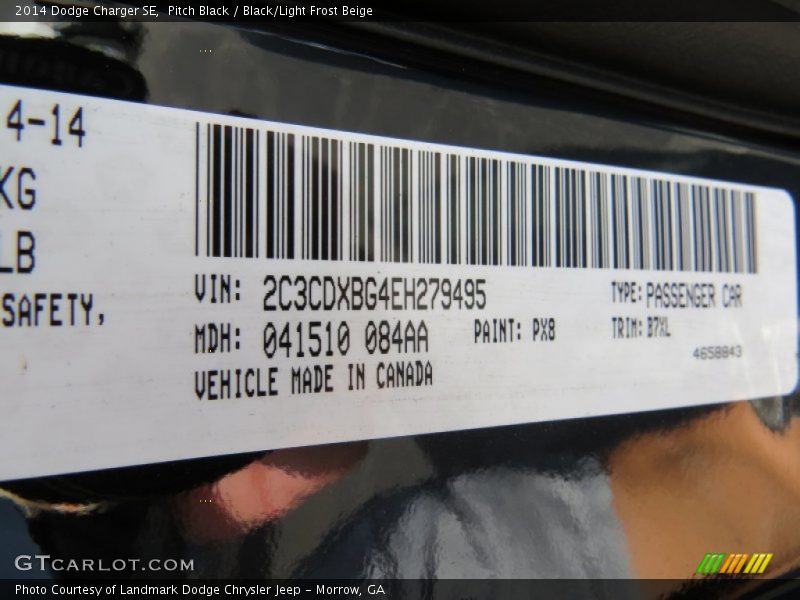 2014 Dodge Charger SE, Pitch Black / Black/Light Frost Beige
4-14
KG
LB
SAFETY,
VIN: 2C3CDXBG4EH279495
TYPE: PASSENGER CAR
MDH: 041510 084AA
PAINT: PX8
TRIM: B7XL
4658843
VEHICLE MADE IN CANADA
GTCARLOT.COM
Photo Courtesy of Landmark Dodge Chrysler Jeep - Morrow, GA